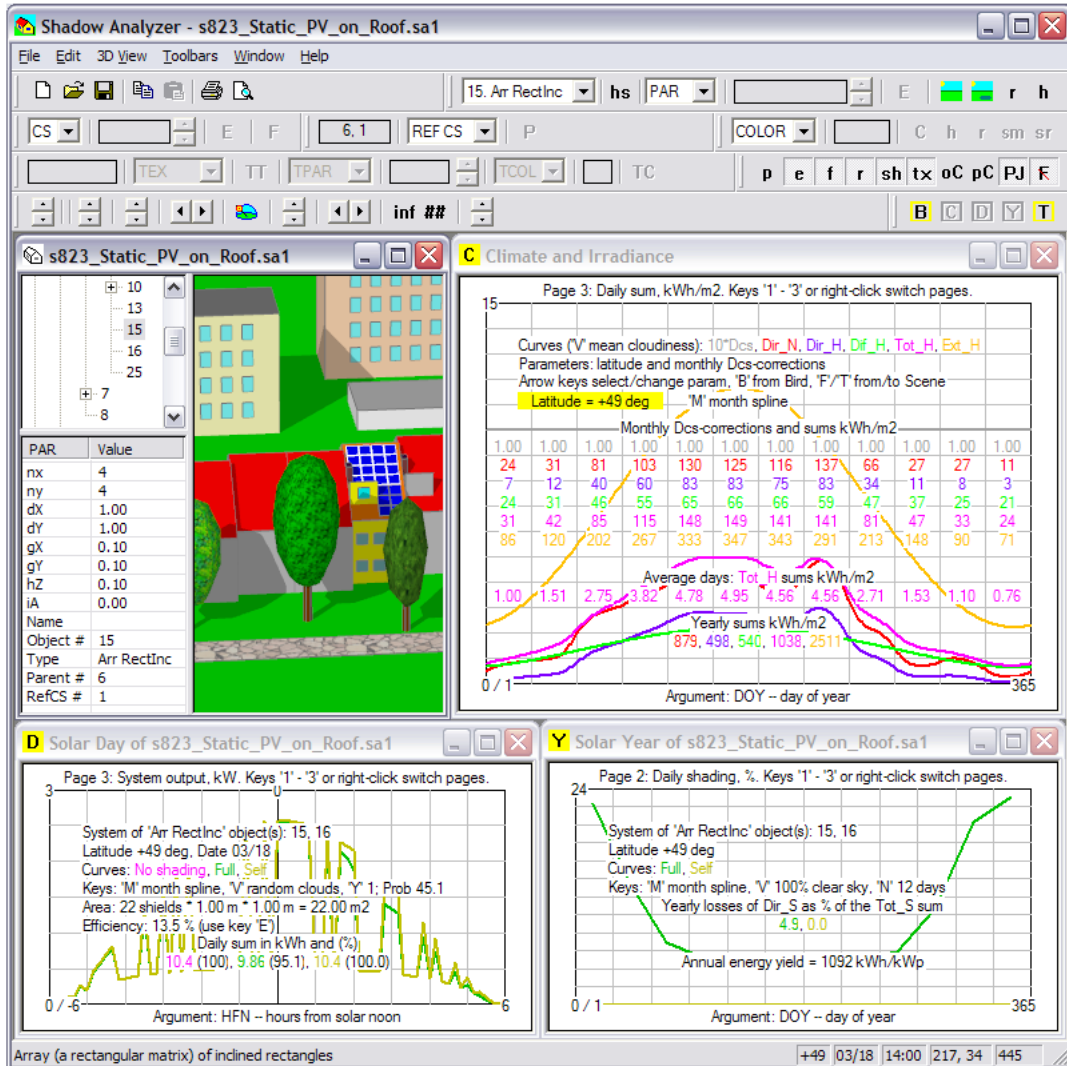 Shadow Analyzer - s823_Static_PV_on_Roof.sa1
File Edit 3D View Toolbars Window Help
15. Arr RectInc hs PAR E r h
CS E F 6, 1 REF CS P COLOR C h r sm sr
TEX TT TPAR TCOL TC p e f r sh tx oC pC PJ F
inf ## B C D Y T
s823_Static_PV_on_Roof.sa1
10
13
15
16
25
7
8
PAR Value
nx 4
ny 4
dX 1.00
dY 1.00
gX 0.10
gY 0.10
hZ 0.10
iA 0.00
Name
Object # 15
Type Arr RectInc
Parent # 6
RefCS # 1
C Climate and Irradiance
Page 3: Daily sum, kWh/m2. Keys '1' - '3' or right-click switch pages.
15
Curves ('V' mean cloudiness): 10*Dcs, Dir_N, Dir_H, Dif_H, Tot_H, Ext_H
Parameters: latitude and monthly Dcs-corrections
Arrow keys select/change param, 'B' from Bird, 'F'/'T' from/to Scene
Latitude = +49 deg 'M' month spline
Monthly Dcs-corrections and sums kWh/m2
1.00 1.00 1.00 1.00 1.00 1.00 1.00 1.00 1.00 1.00 1.00 1.00
24 31 81 103 130 125 116 137 66 27 27 11
7 12 40 60 83 83 75 83 34 11 8 3
24 31 46 55 65 66 66 59 47 37 25 21
31 42 85 115 148 149 141 141 81 47 33 24
86 120 202 267 333 347 343 291 213 148 90 71
Average days: Tot_H sums kWh/m2
1.00 1.51 2.75 3.82 4.78 4.95 4.56 4.56 2.71 1.53 1.10 0.76
Yearly sums kWh/m2
879, 498, 540, 1038, 2511
0 / 1 365
Argument: DOY -- day of year
D Solar Day of s823_Static_PV_on_Roof.sa1
Page 3: System output, kW. Keys '1' - '3' or right-click switch pages.
3 0
System of 'Arr RectInc' object(s): 15, 16
Latitude +49 deg, Date 03/18
Curves: No shading, Full, Self
Keys: 'M' month spline, 'V' random clouds, 'Y' 1; Prob 45.1
Area: 22 shields * 1.00 m * 1.00 m = 22.00 m2
Efficiency: 13.5 % (use key 'E')
Daily sum in kWh and (%)
10.4 (100), 9.86 (95.1), 10.4 (100.0)
0 / -6 6
Argument: HFN -- hours from solar noon
Y Solar Year of s823_Static_PV_on_Roof.sa1
Page 2: Daily shading, %. Keys '1' - '3' or right-click switch pages.
24
System of 'Arr RectInc' object(s): 15, 16
Latitude +49 deg
Curves: Full, Self
Keys: 'M' month spline, 'V' 100% clear sky, 'N' 12 days
Yearly losses of Dir_S as % of the Tot_S sum
4.9, 0.0
Annual energy yield = 1092 kWh/kWp
0 / 1 365
Argument: DOY -- day of year
Array (a rectangular matrix) of inclined rectangles +49 03/18 14:00 217, 34 445